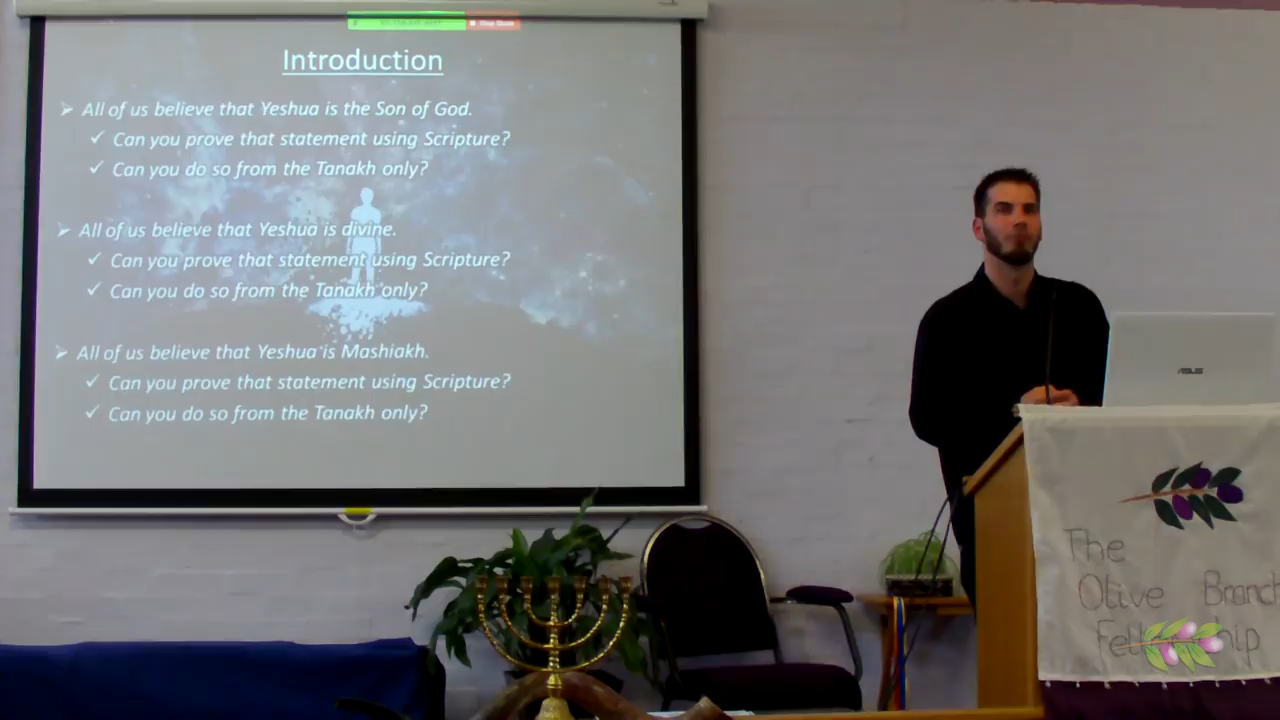 Introduction
All of us believe that Yeshua is the Son of God.
Can you prove that statement using Scripture?
Can you do so from the Tanakh only?
All of us believe that Yeshua is divine.
Can you prove that statement using Scripture?
Can you do so from the Tanakh only?
All of us believe that Yeshua is Mashiakh.
Can you prove that statement using Scripture?
Can you do so from the Tanakh only?
ASUS
The
Olive Branch